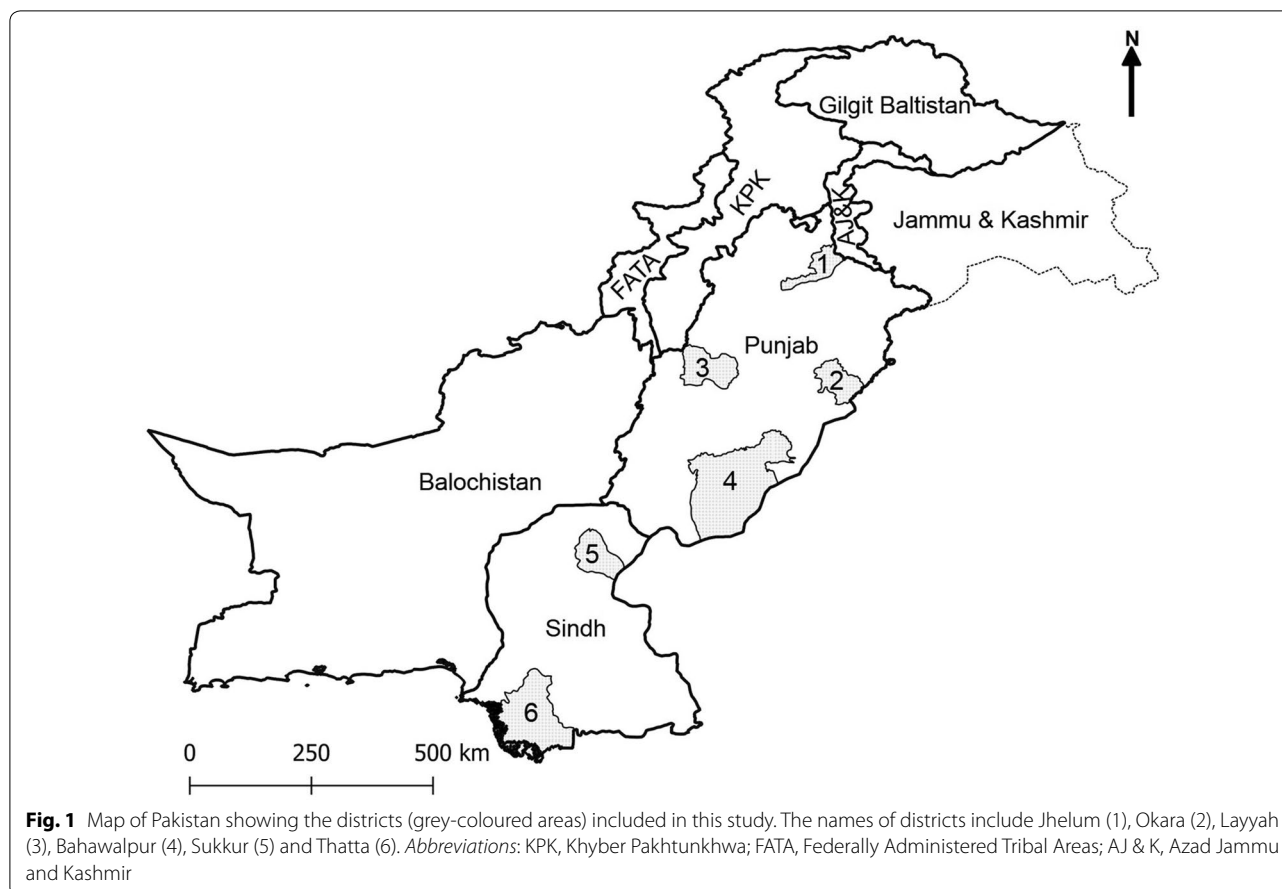 N
Gilgit Baltistan
KPK
AJ&K
Jammu & Kashmir
FATA
1
Punjab
3
2
Balochistan
4
5
Sindh
6
0 250 500 km
Fig. 1 Map of Pakistan showing the districts (grey-coloured areas) included in this study. The names of districts include Jhelum (1), Okara (2), Layyah
(3), Bahawalpur (4), Sukkur (5) and Thatta (6). Abbreviations: KPK, Khyber Pakhtunkhwa; FATA, Federally Administered Tribal Areas; AJ & K, Azad Jammu
and Kashmir